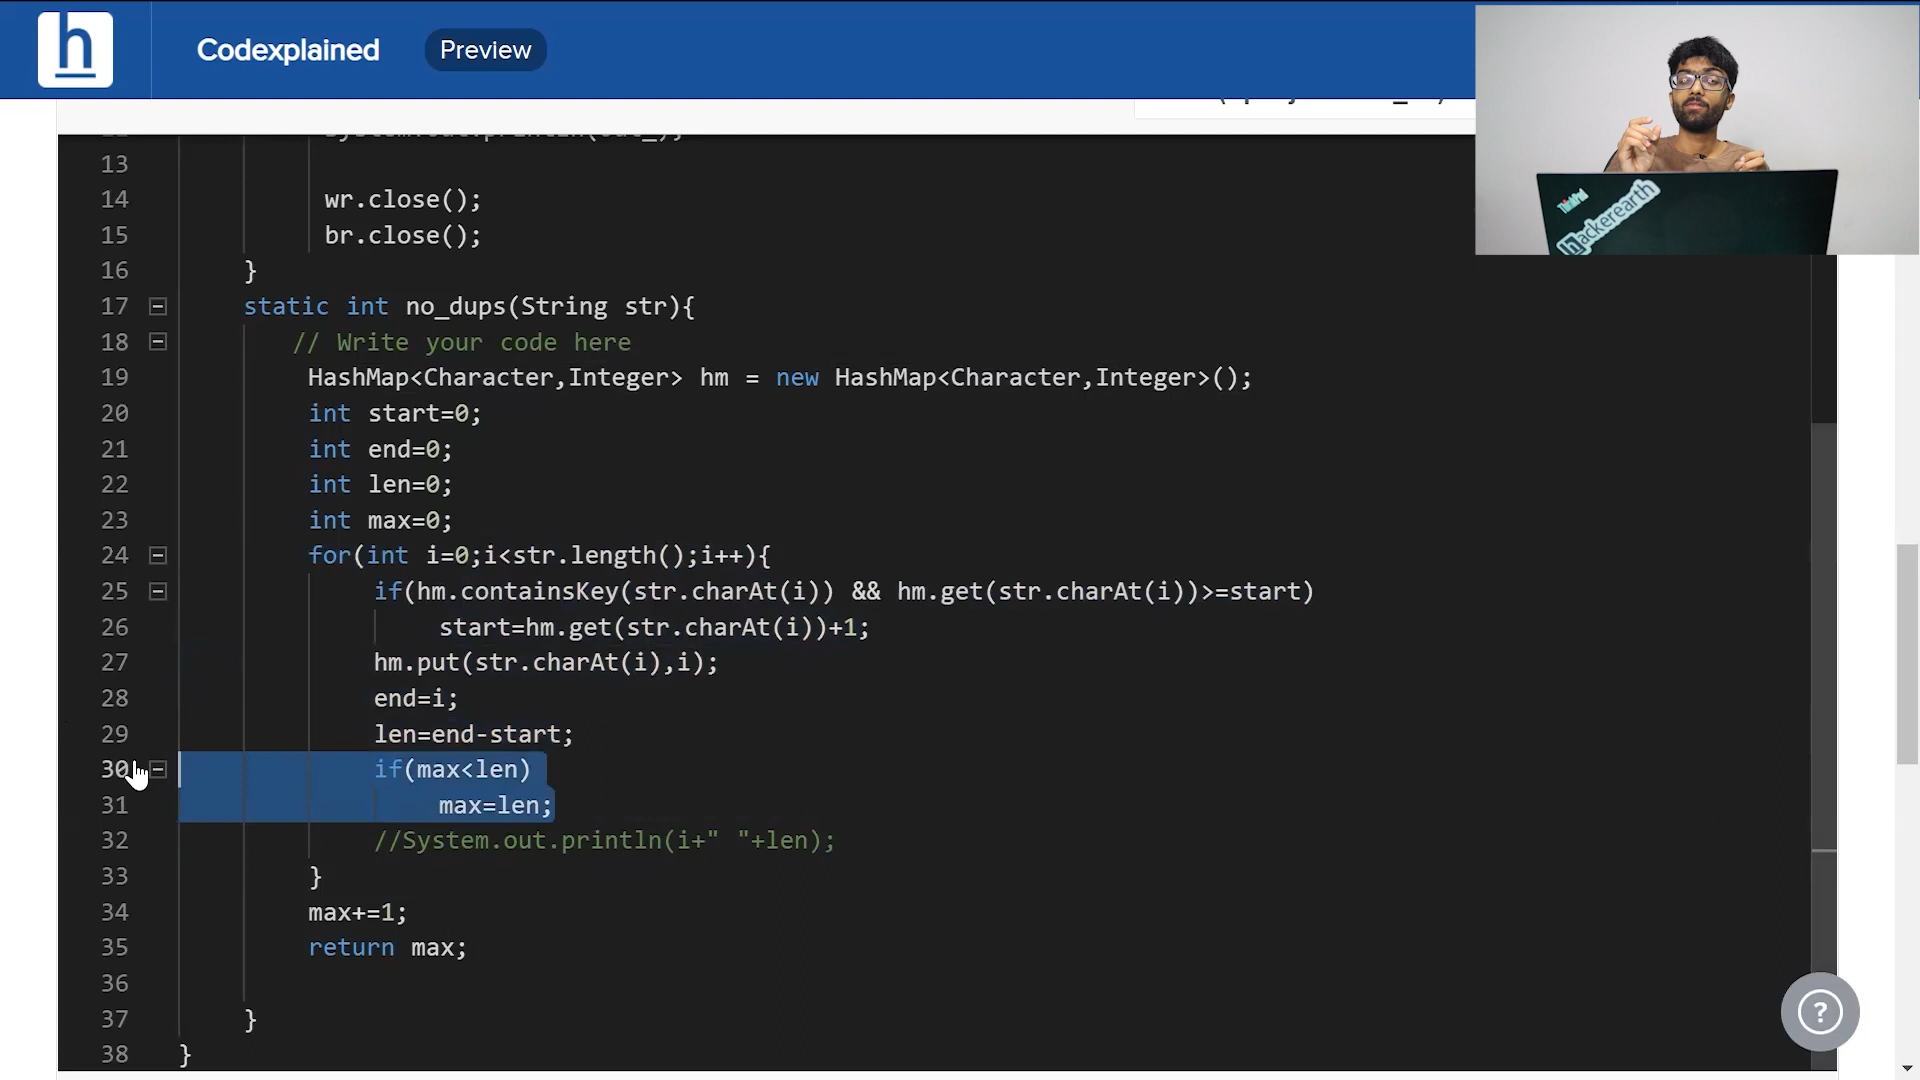 h
Codexplained
Preview
13
14 wr.close();
15 br.close();
16 }
17 static int no_dups(String str){
18 // Write your code here
19 HashMap<Character,Integer> hm = new HashMap<Character,Integer>();
20 int start=0;
21 int end=0;
22 int len=0;
23 int max=0;
24 for(int i=0;i<str.length();i++){
25 if(hm.containsKey(str.charAt(i)) && hm.get(str.charAt(i))>=start)
26 start=hm.get(str.charAt(i))+1;
27 hm.put(str.charAt(i),i);
28 end=i;
29 len=end-start;
30 if(max<len)
31 max=len;
32 //System.out.println(i+" "+len);
33 }
34 max+=1;
35 return max;
36
37 }
38 }
ThinkPad
hackerearth
?